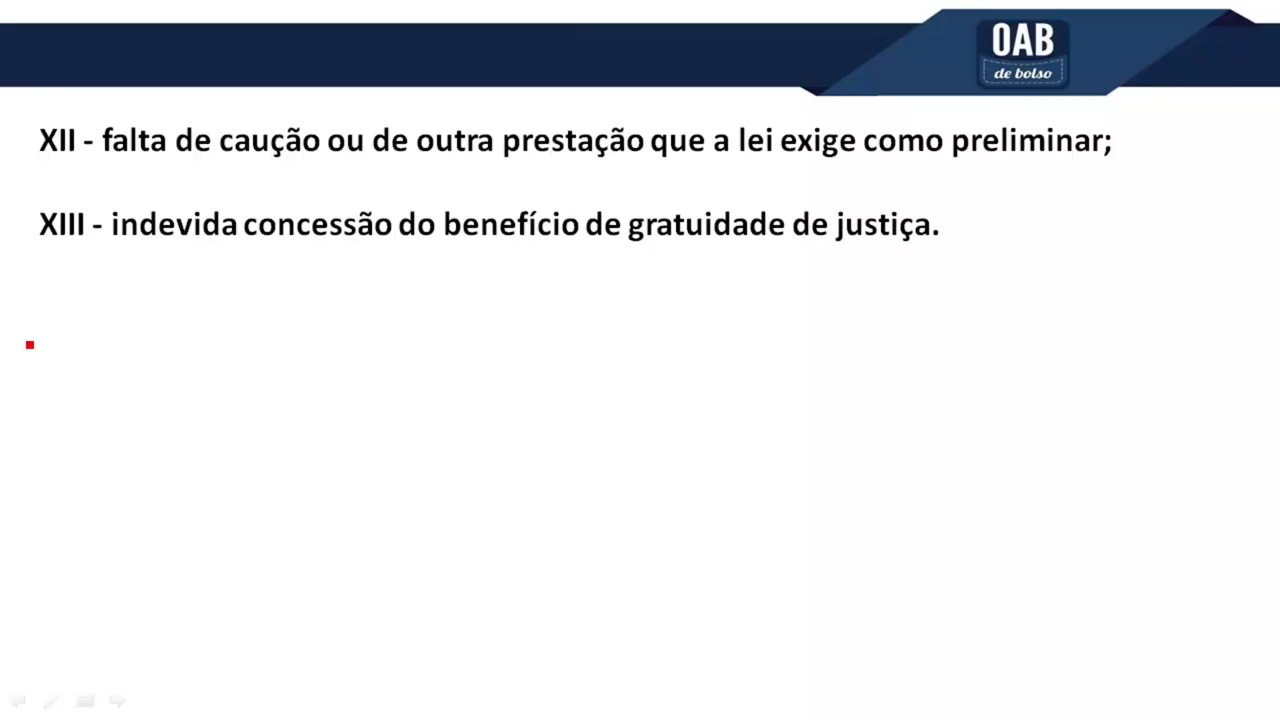 OAB
de bolso
XII - falta de caução ou de outra prestação que a lei exige como preliminar;
XIII - indevida concessão do benefício de gratuidade de justiça.